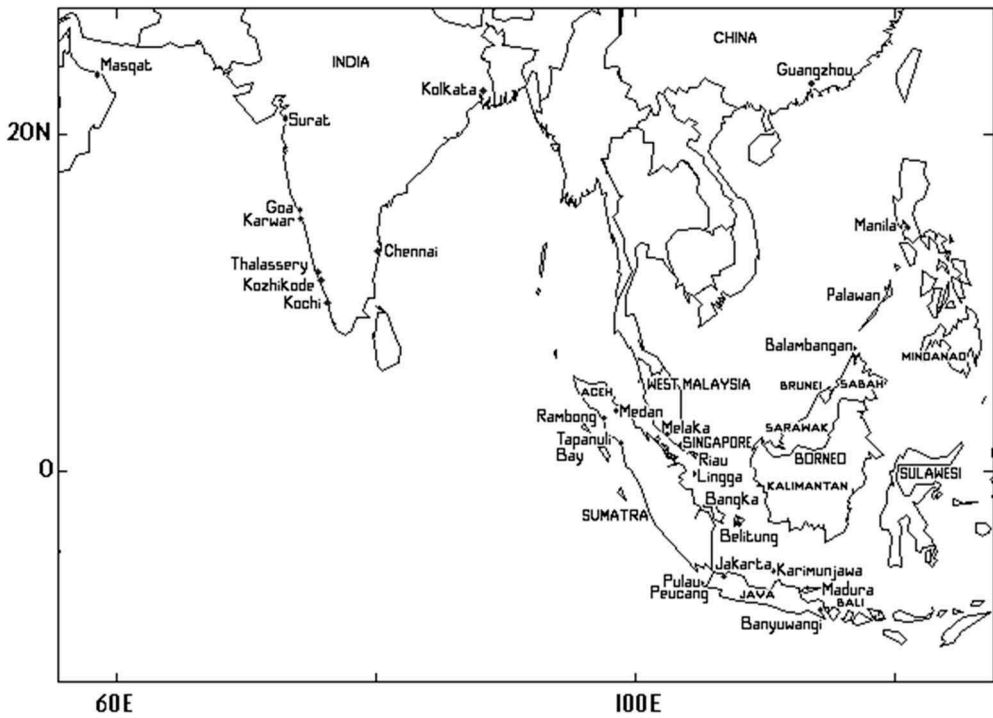 CHINA
INDIA
Masqat
Guangzhou
Kolkata
Surat
20N
Goa
Karwar
Manila
Chennai
Thalassery
Kozhikode
Kochi
Palawan
Balambangan
MINDANAO
WEST MALAYSIA
BRUNEI
SABAH
ACEH
Medan
Rambong
Melaka
SARAWAK
Tapanuli
Bay
SINGAPORE
Riau
BORNEO
0
Lingga
SULAWESI
KALIMANTAN
Bangka
SUMATRA
Belitung
Jakarta
Karimunjawa
Pulau
Peucang
JAVA
Madura
BALI
Banyuwangi
60E
100E